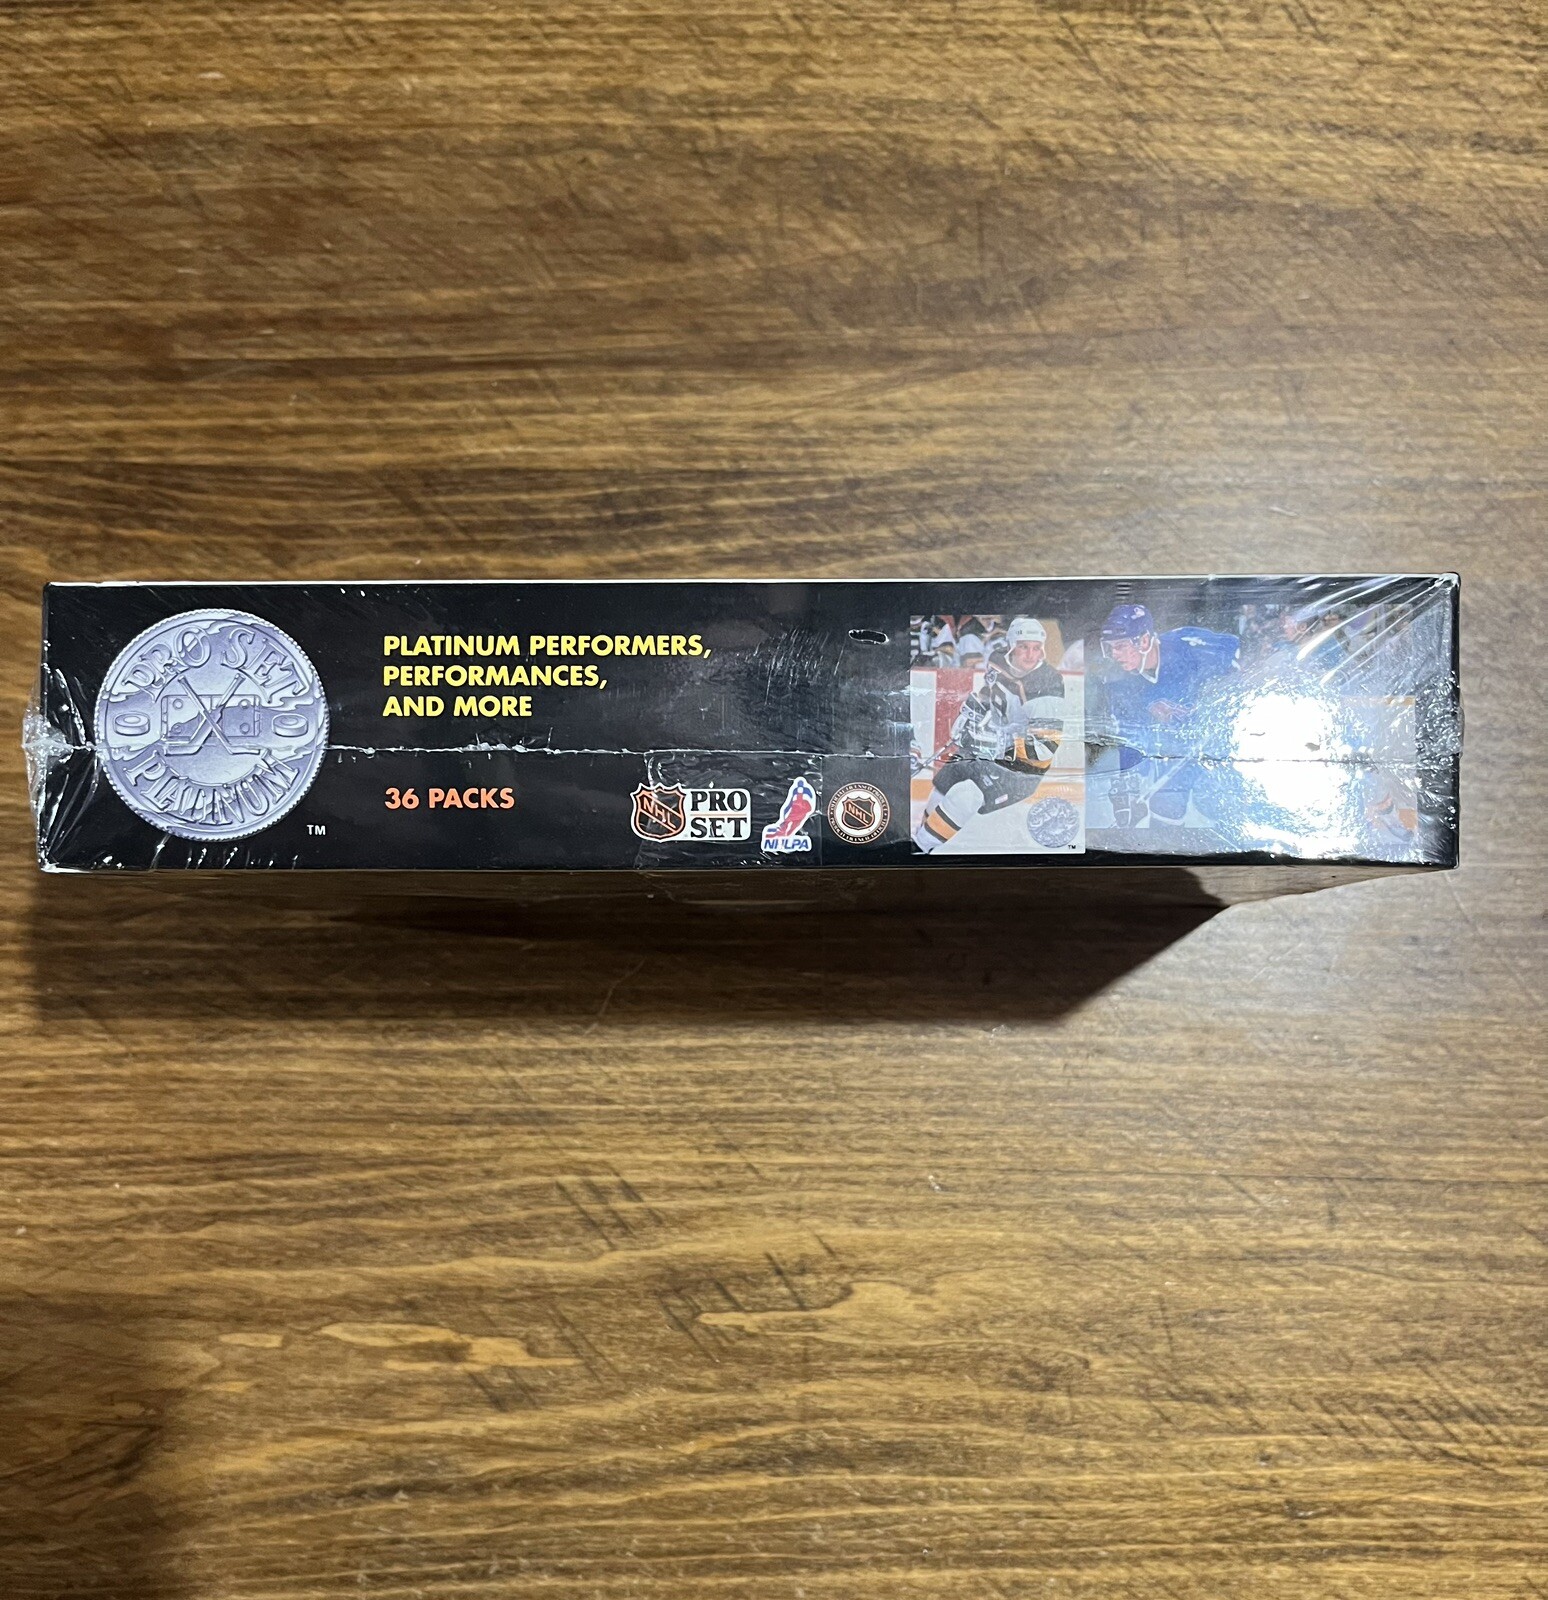 PRO SET
PLATINUM
TM
PLATINUM PERFORMERS,
PERFORMANCES,
AND MORE
36 PACKS
NHL
PRO
SET
NHLPA
NHL
TM